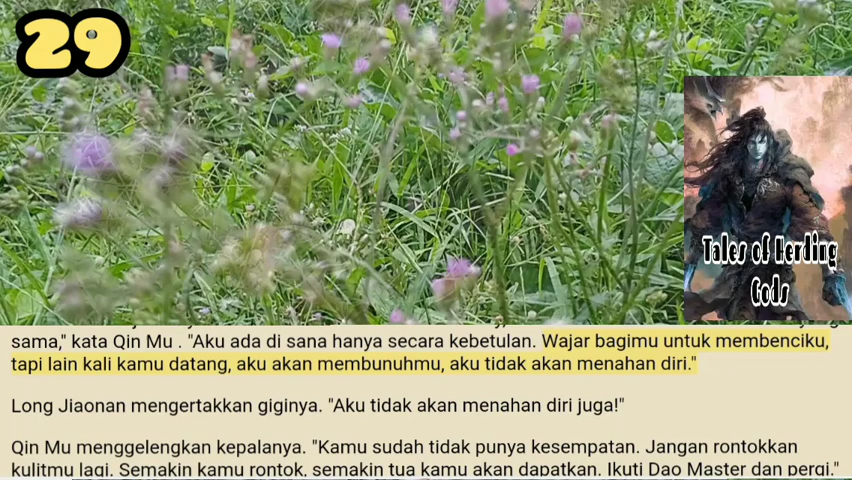 29
Tales of Herding
Gods
sama," kata Qin Mu . "Aku ada di sana hanya secara kebetulan. Wajar bagimu untuk membenciku,
tapi lain kali kamu datang, aku akan membunuhmu, aku tidak akan menahan diri."
Long Jiaonan mengertakkan giginya. "Aku tidak akan menahan diri juga!"
Qin Mu menggelengkan kepalanya. "Kamu sudah tidak punya kesempatan. Jangan rontokkan
kulitmu lagi. Semakin kamu rontok, semakin tua kamu akan dapatkan. Ikuti Dao Master dan pergi."